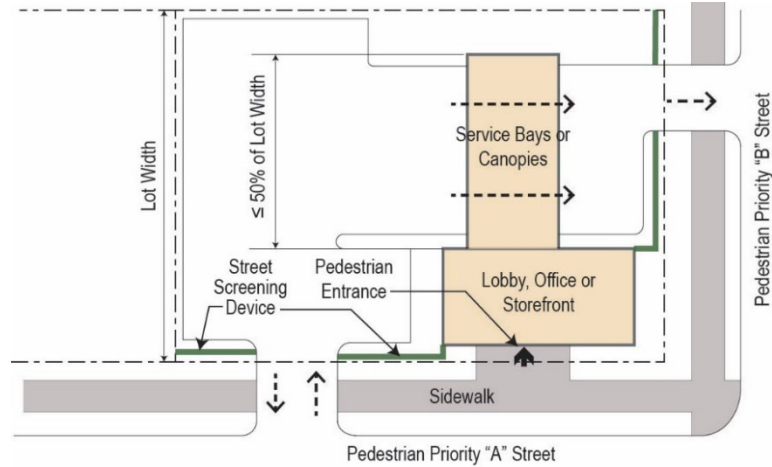 Lot Width
≤ 50% of Lot Width
Service Bays or
Canopies
Pedestrian Priority “B” Street
Street
Screening
Device
Pedestrian
Entrance
Lobby, Office or
Storefront
Sidewalk
Pedestrian Priority “A” Street